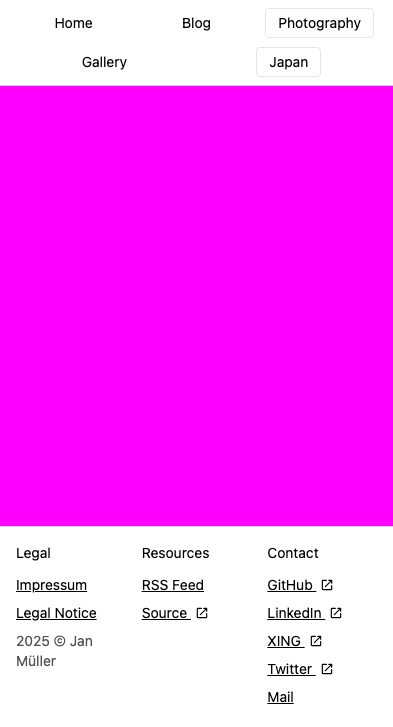 Home Blog Photography
Gallery Japan
Legal
Impressum
Legal Notice
2025 © Jan
Müller
Resources
RSS Feed
Source
Contact
GitHub
LinkedIn
XING
Twitter
Mail